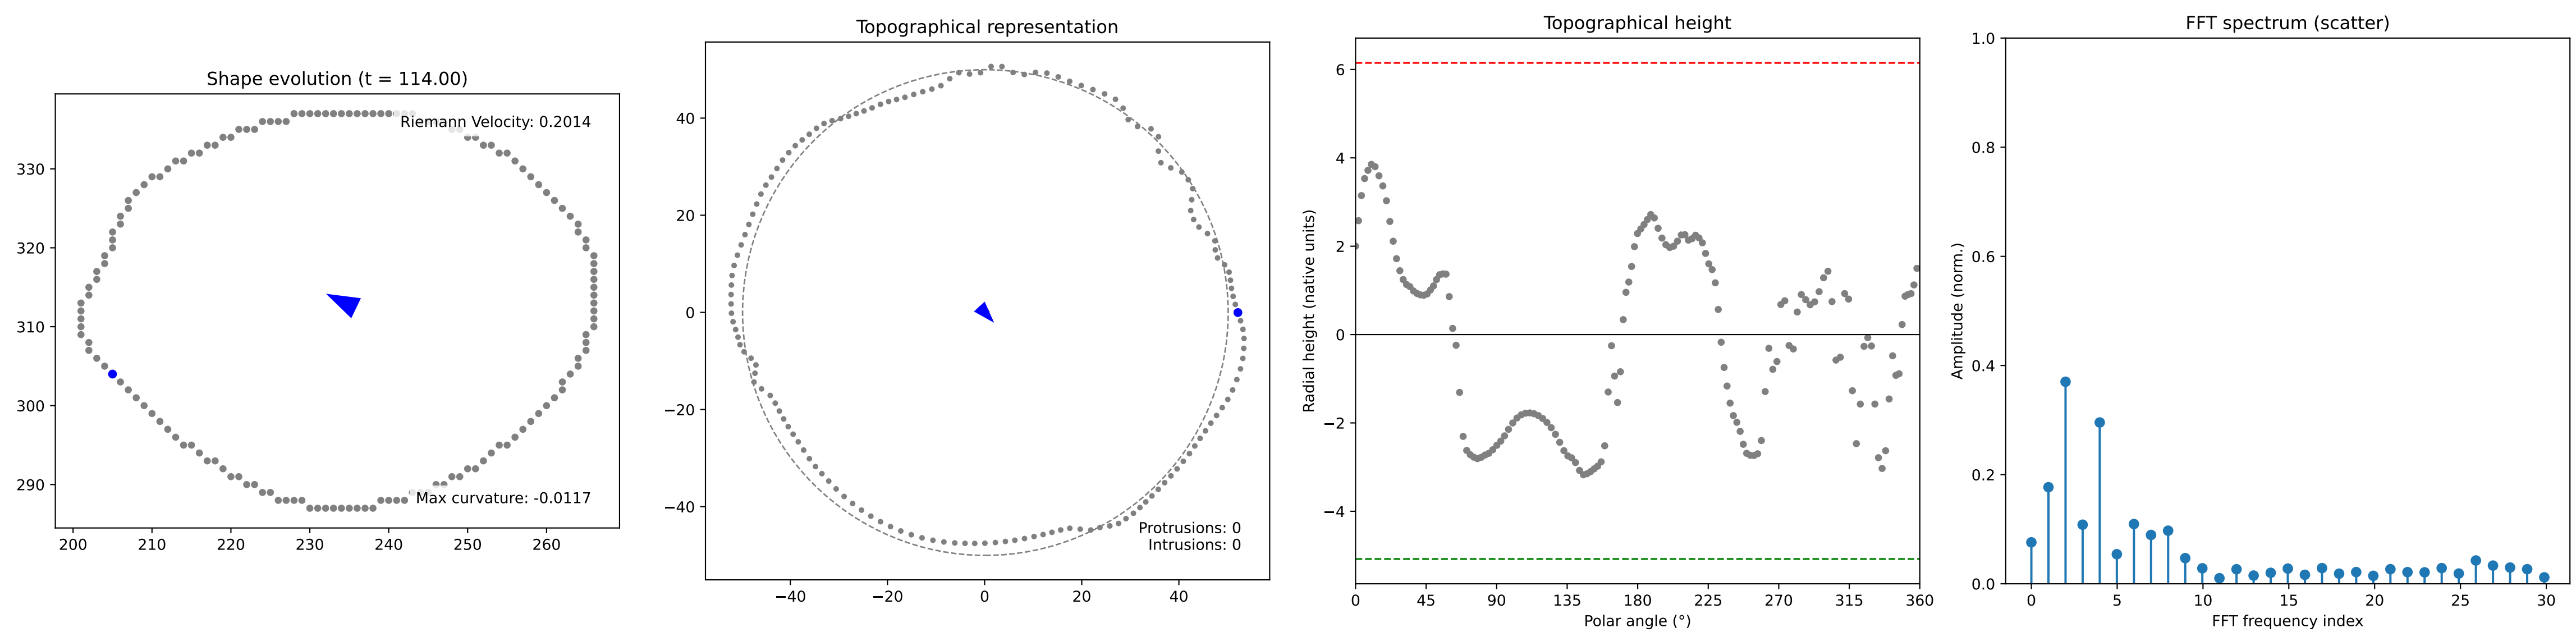 Shape evolution (t = 114.00)
Riemann Velocity: 0.2014
Max curvature: -0.0117
330
320
310
300
290
200 210 220 230 240 250 260
Topographical representation
40
20
0
−20
−40
−40 −20 0 20 40
Protrusions: 0
Intrusions: 0
Topographical height
Radial height (native units)
6
4
2
0
−2
−4
0 45 90 135 180 225 270 315 360
Polar angle (°)
FFT spectrum (scatter)
Amplitude (norm.)
1.0
0.8
0.6
0.4
0.2
0.0
0 5 10 15 20 25 30
FFT frequency index